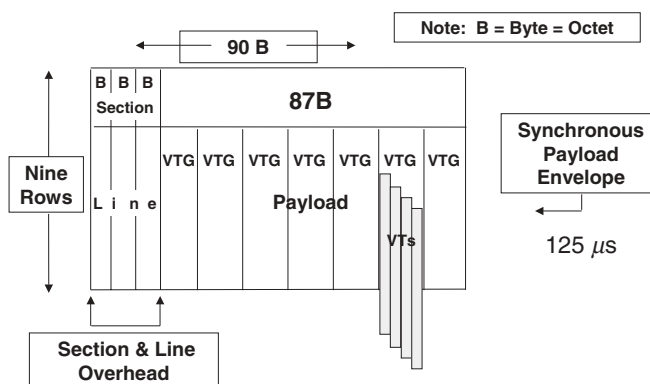 90 B
Note: B = Byte = Octet
B B B
Section
87B
VTG VTG VTG VTG VTG VTG VTG
Nine
Rows
L i n e
Payload
VTs
Synchronous
Payload
Envelope
125 μs
Section & Line
Overhead